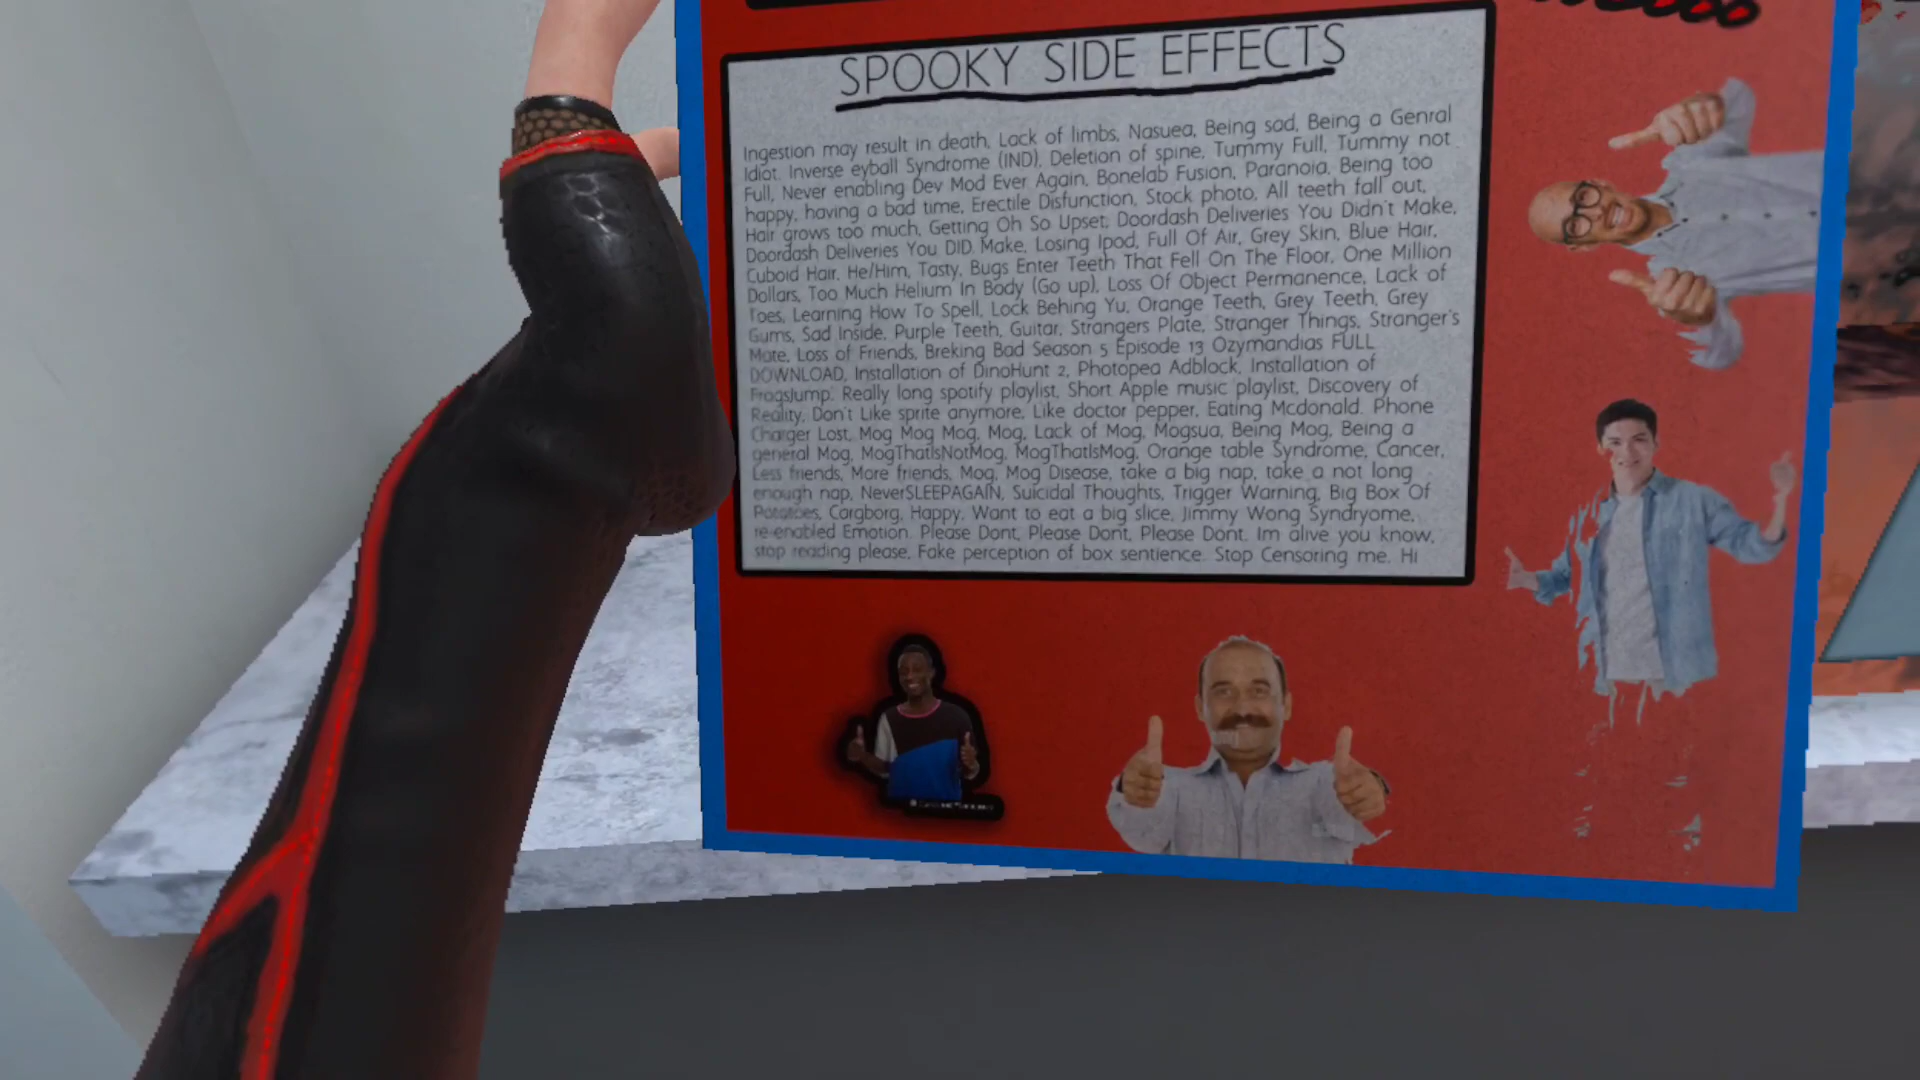 SPOOKY SIDE EFFECTS
Ingestion may result in death, Lack of limbs, Nasuea, Being sad, Being a Genral
Idiot. Inverse eyball Syndrome (IND), Deletion of spine, Tummy Full, Tummy not
Full, Never enabling Dev Mod Ever Again, Bonelab Fusion, Paranoia, Being too
happy, having a bad time, Erectile Disfunction, Stock photo, All teeth fall out,
Hair grows too much, Getting Oh So Upset, Doordash Deliveries You Didn't Make,
Doordash Deliveries You DID Make, Losing Ipod, Full Of Air, Grey Skin, Blue Hair,
Cuboid Hair, He/Him, Tasty, Bugs Enter Teeth That Fell On The Floor, One Million
Dollars, Too Much Helium In Body (Go up), Loss Of Object Permanence, Lack of
Toes, Learning How To Spell, Lock Behing Yu, Orange Teeth, Grey Teeth, Grey
Gums, Sad Inside, Purple Teeth, Guitar, Strangers Plate, Stranger Things, Stranger's
Mate, Loss of Friends, Breking Bad Season 5 Episode 13 Ozymandias FULL
DOWNLOAD, Installation of DinoHunt 2, Photopea Adblock, Installation of
FrogsJump. Really long spotify playlist, Short Apple music playlist, Discovery of
Reality, Don't Like sprite anymore, Like doctor pepper, Eating Mcdonald. Phone
Charger Lost, Mog Mog Mog, Mog, Lack of Mog, Mogsua, Being Mog, Being a
general Mog, MogThatIsNotMog, MogThatIsMog, Orange table Syndrome, Cancer,
Less friends, More friends, Mog, Mog Disease, take a big nap, take a not long
enough nap, NeverSLEEPAGAIN, Suicidal Thoughts, Trigger Warning, Big Box Of
Potatoes, Cargborg, Happy, Want to eat a big slice, Jimmy Wong Syndryome,
re-enabled Emotion. Please Dont, Please Dont, Please Dont. Im alive you know,
stop reading please, Fake perception of box sentience. Stop Censoring me. Hi